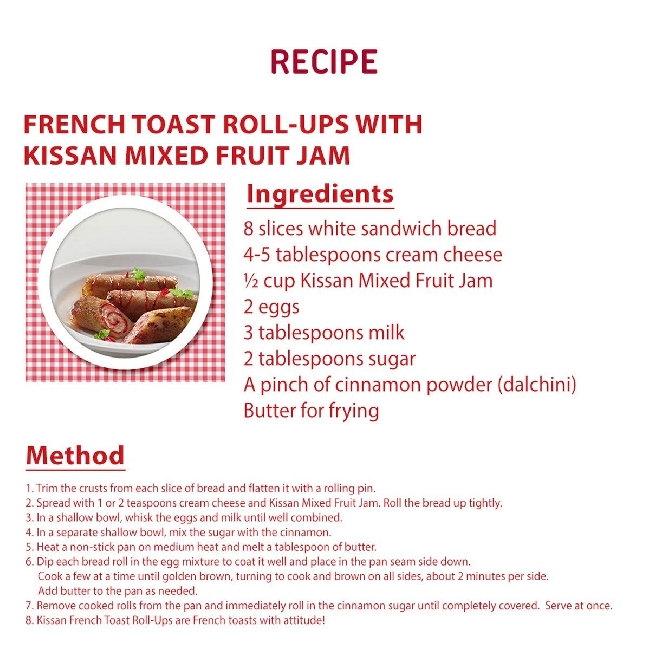 RECIPE
FRENCH TOAST ROLL-UPS WITH
KISSAN MIXED FRUIT JAM
Ingredients
8 slices white sandwich bread
4-5 tablespoons cream cheese
½ cup Kissan Mixed Fruit Jam
2 eggs
3 tablespoons milk
2 tablespoons sugar
A pinch of cinnamon powder (dalchini)
Butter for frying
Method
1. Trim the crusts from each slice of bread and flatten it with a rolling pin.
2. Spread with 1 or 2 teaspoons cream cheese and Kissan Mixed Fruit Jam. Roll the bread up tightly.
3. In a shallow bowl, whisk the eggs and milk until well combined.
4. In a separate shallow bowl, mix the sugar with the cinnamon.
5. Heat a non-stick pan on medium heat and melt a tablespoon of butter.
6. Dip each bread roll in the egg mixture to coat it well and place in the pan seam side down.
Cook a few at a time until golden brown, turning to cook and brown on all sides, about 2 minutes per side.
Add butter to the pan as needed.
7. Remove cooked rolls from the pan and immediately roll in the cinnamon sugar until completely covered. Serve at once.
8. Kissan French Toast Roll-Ups are French toasts with attitude!